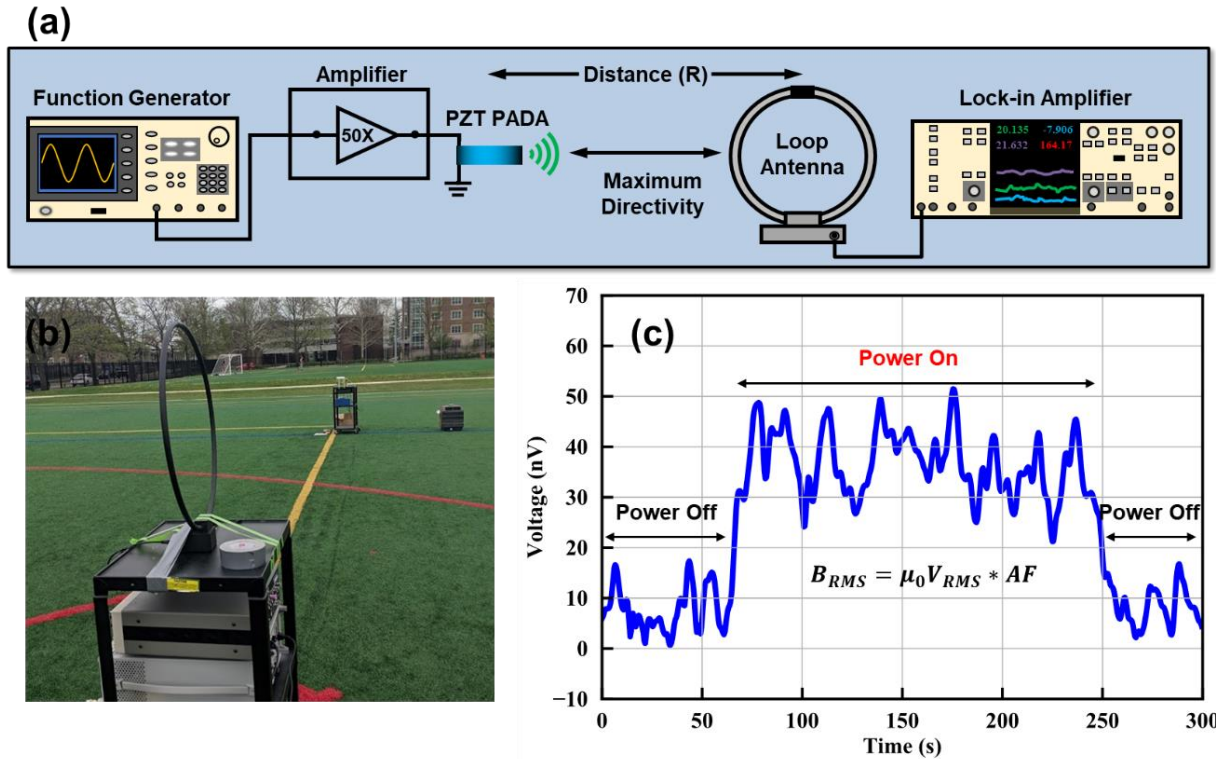 (a)
Function Generator
Amplifier
50X
PZT PADA
Distance (R)
Maximum
Directivity
Loop
Antenna
Lock-in Amplifier
20.135 -7.906
21.632 164.17
(b)
(c)
Power On
Power Off
Power Off
B_RMS = μ₀V_RMS * AF
Voltage (nV)
70
60
50
40
30
20
10
0
−10
0 50 100 150 200 250 300
Time (s)